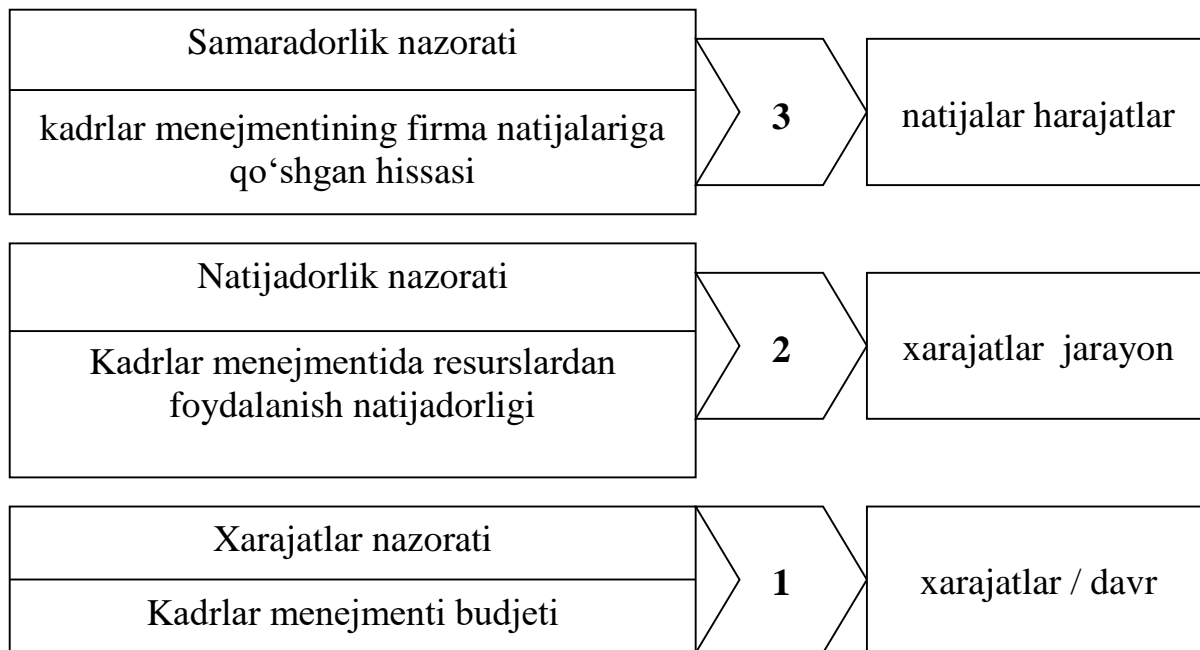 Samaradorlik nazorati
kadrlar menejmentining firma natijalariga
qo‘shgan hissasi
3
natijalar harajatlar
Natijadorlik nazorati
Kadrlar menejmentida resurslardan
foydalanish natijadorligi
2
xarajatlar  jarayon
Xarajatlar nazorati
Kadrlar menejmenti budjeti
1
xarajatlar / davr